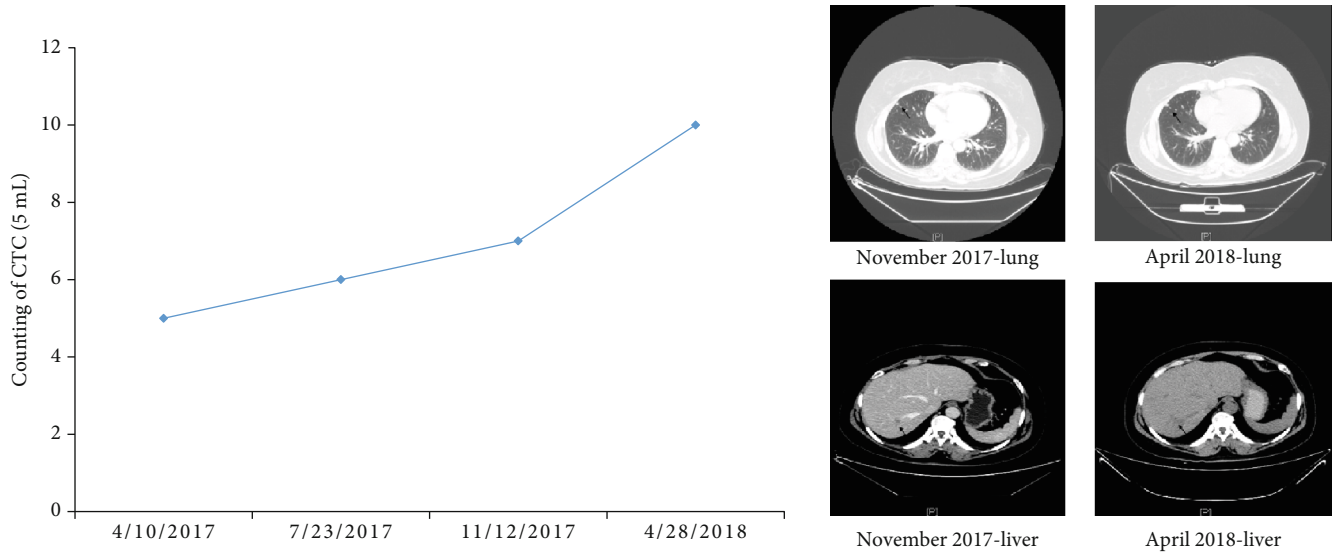 Counting of CTC (5 mL)
12
10
8
6
4
2
0
4/10/2017
7/23/2017
11/12/2017
4/28/2018
[P]
[P]
November 2017-lung
April 2018-lung
[P]
[P]
November 2017-liver
April 2018-liver